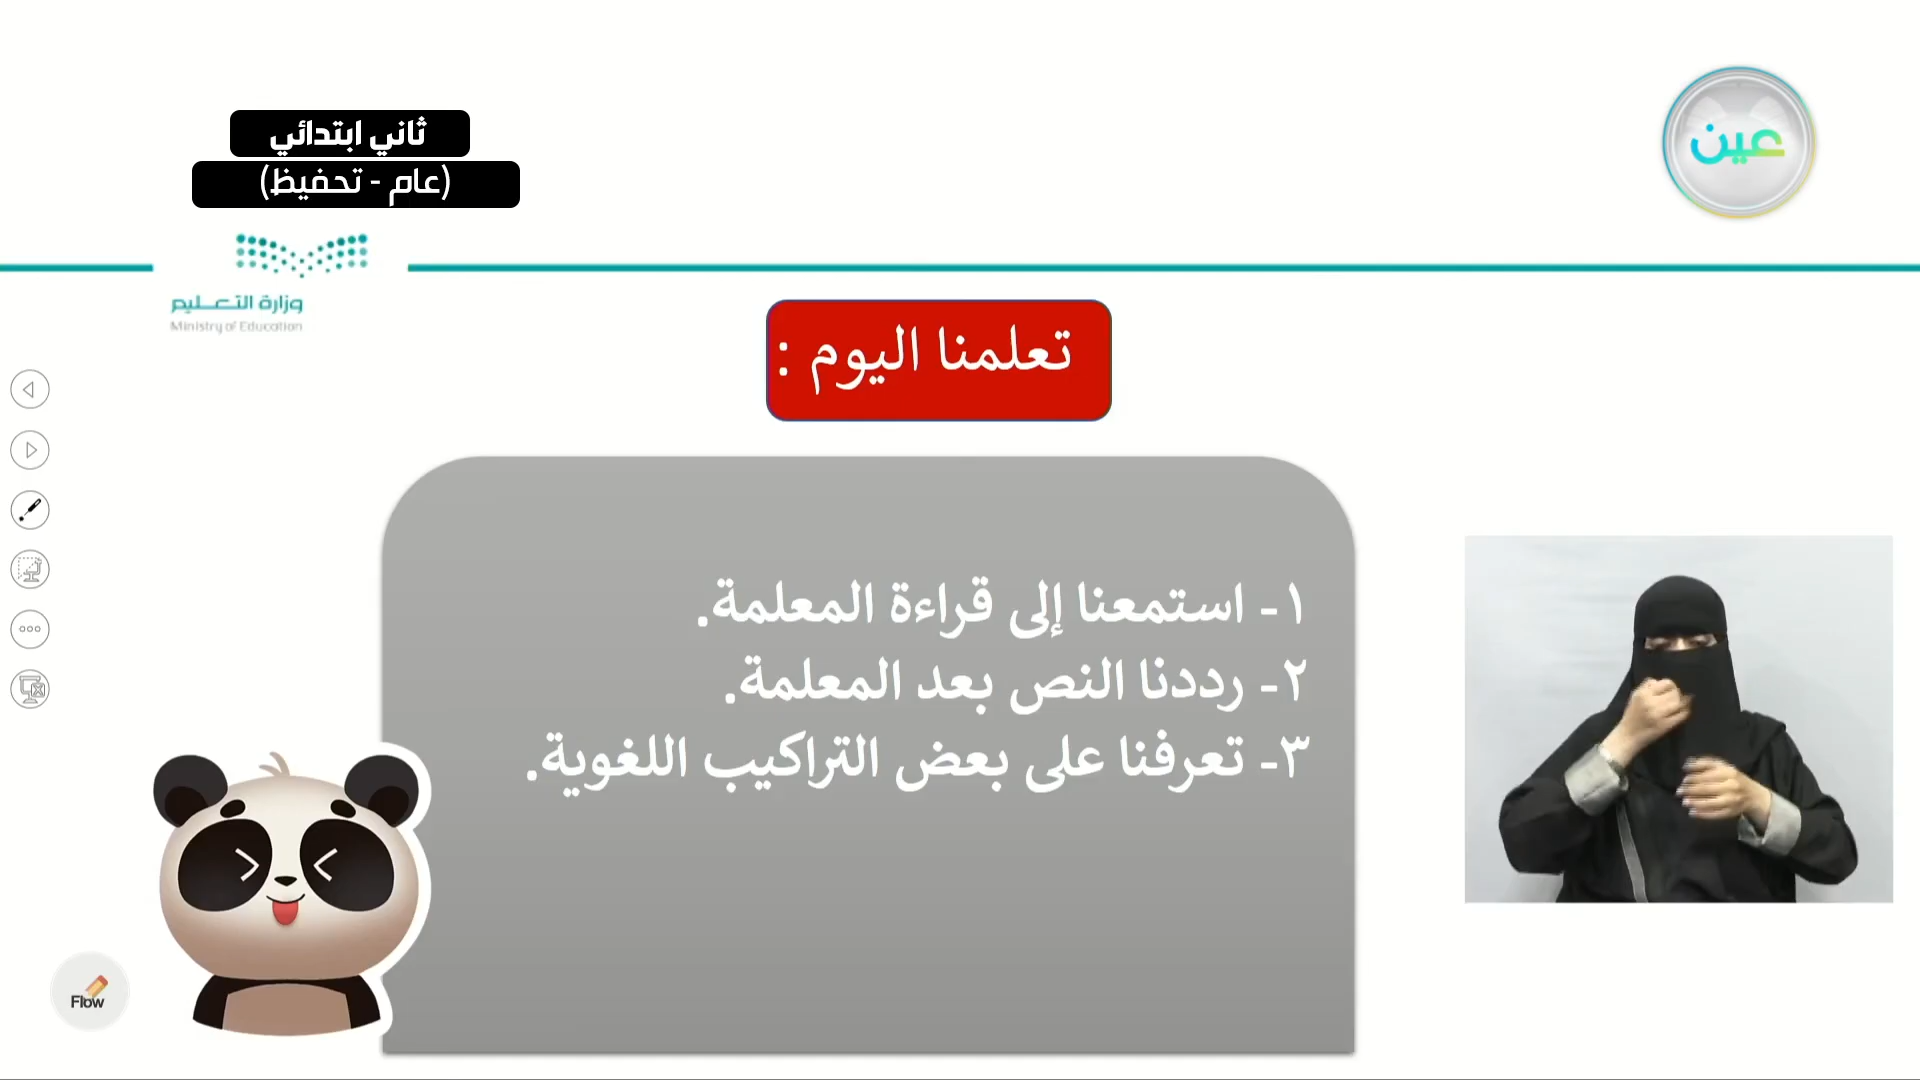 ثاني ابتدائي
(عام - تحفيظ)
عين
وزارة التعليم
Ministry of Education
تعلمنا اليوم :
١- استمعنا إلى قراءة المعلمة.
٢- رددنا النص بعد المعلمة.
٣- تعرفنا على بعض التراكيب اللغوية.
Flow